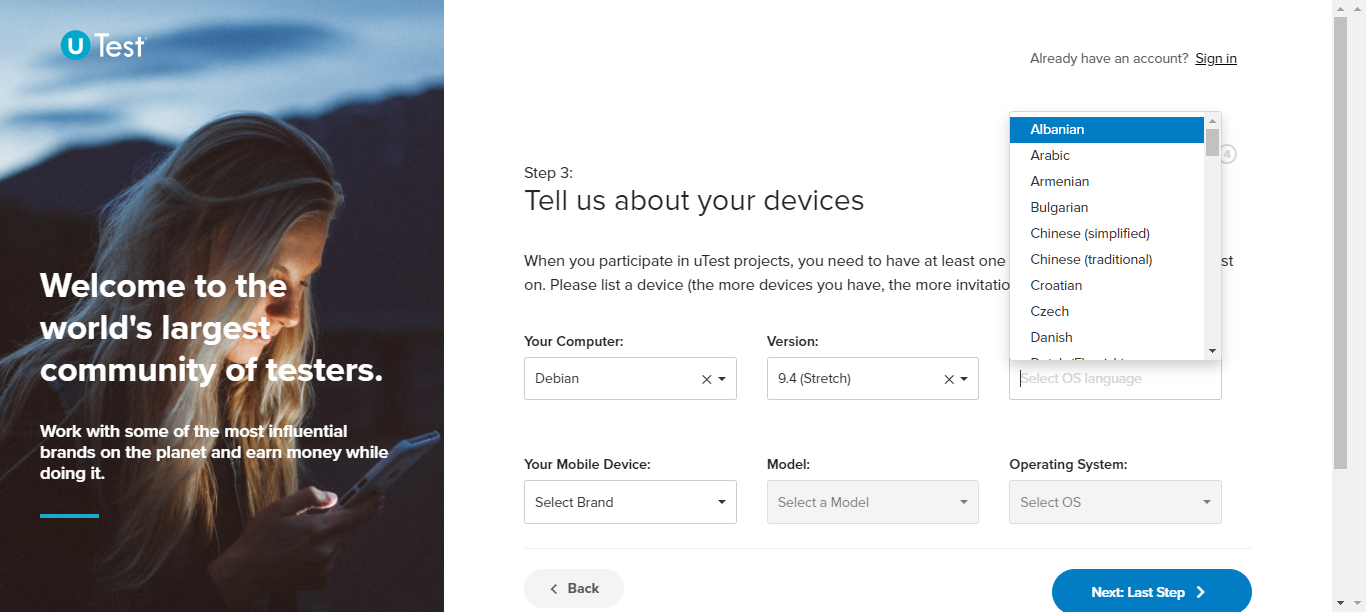 uTest
Already have an account? Sign in
Welcome to the
world's largest
community of testers.
Work with some of the most influential
brands on the planet and earn money while
doing it.
4
Step 3:
Tell us about your devices
When you participate in uTest projects, you need to have at least one
on. Please list a device (the more devices you have, the more
Albanian
Arabic
Armenian
Bulgarian
Chinese (simplified)
Chinese (traditional)
Croatian
Czech
Danish
Your Computer:
Debian
Version:
9.4 (Stretch)
Select OS language
Your Mobile Device:
Select Brand
Model:
Select a Model
Operating System:
Select OS
Back
Next: Last Step